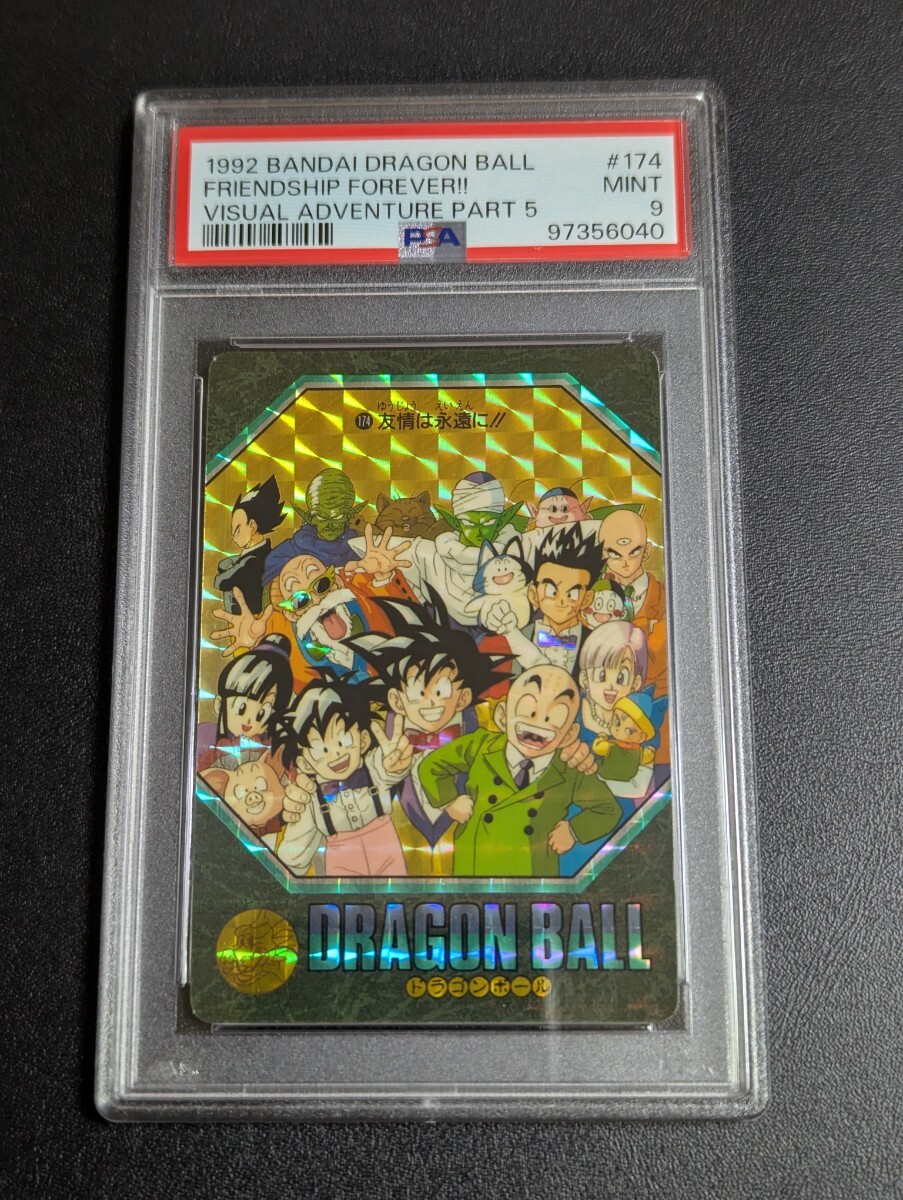 1992 BANDAI DRAGON BALL #174
FRIENDSHIP FOREVER!! MINT
VISUAL ADVENTURE PART 5 9
PSA 97356040
ゆうじょう えいえん
174 友情は永遠に!!
DRAGON BALL
ドラゴンボール